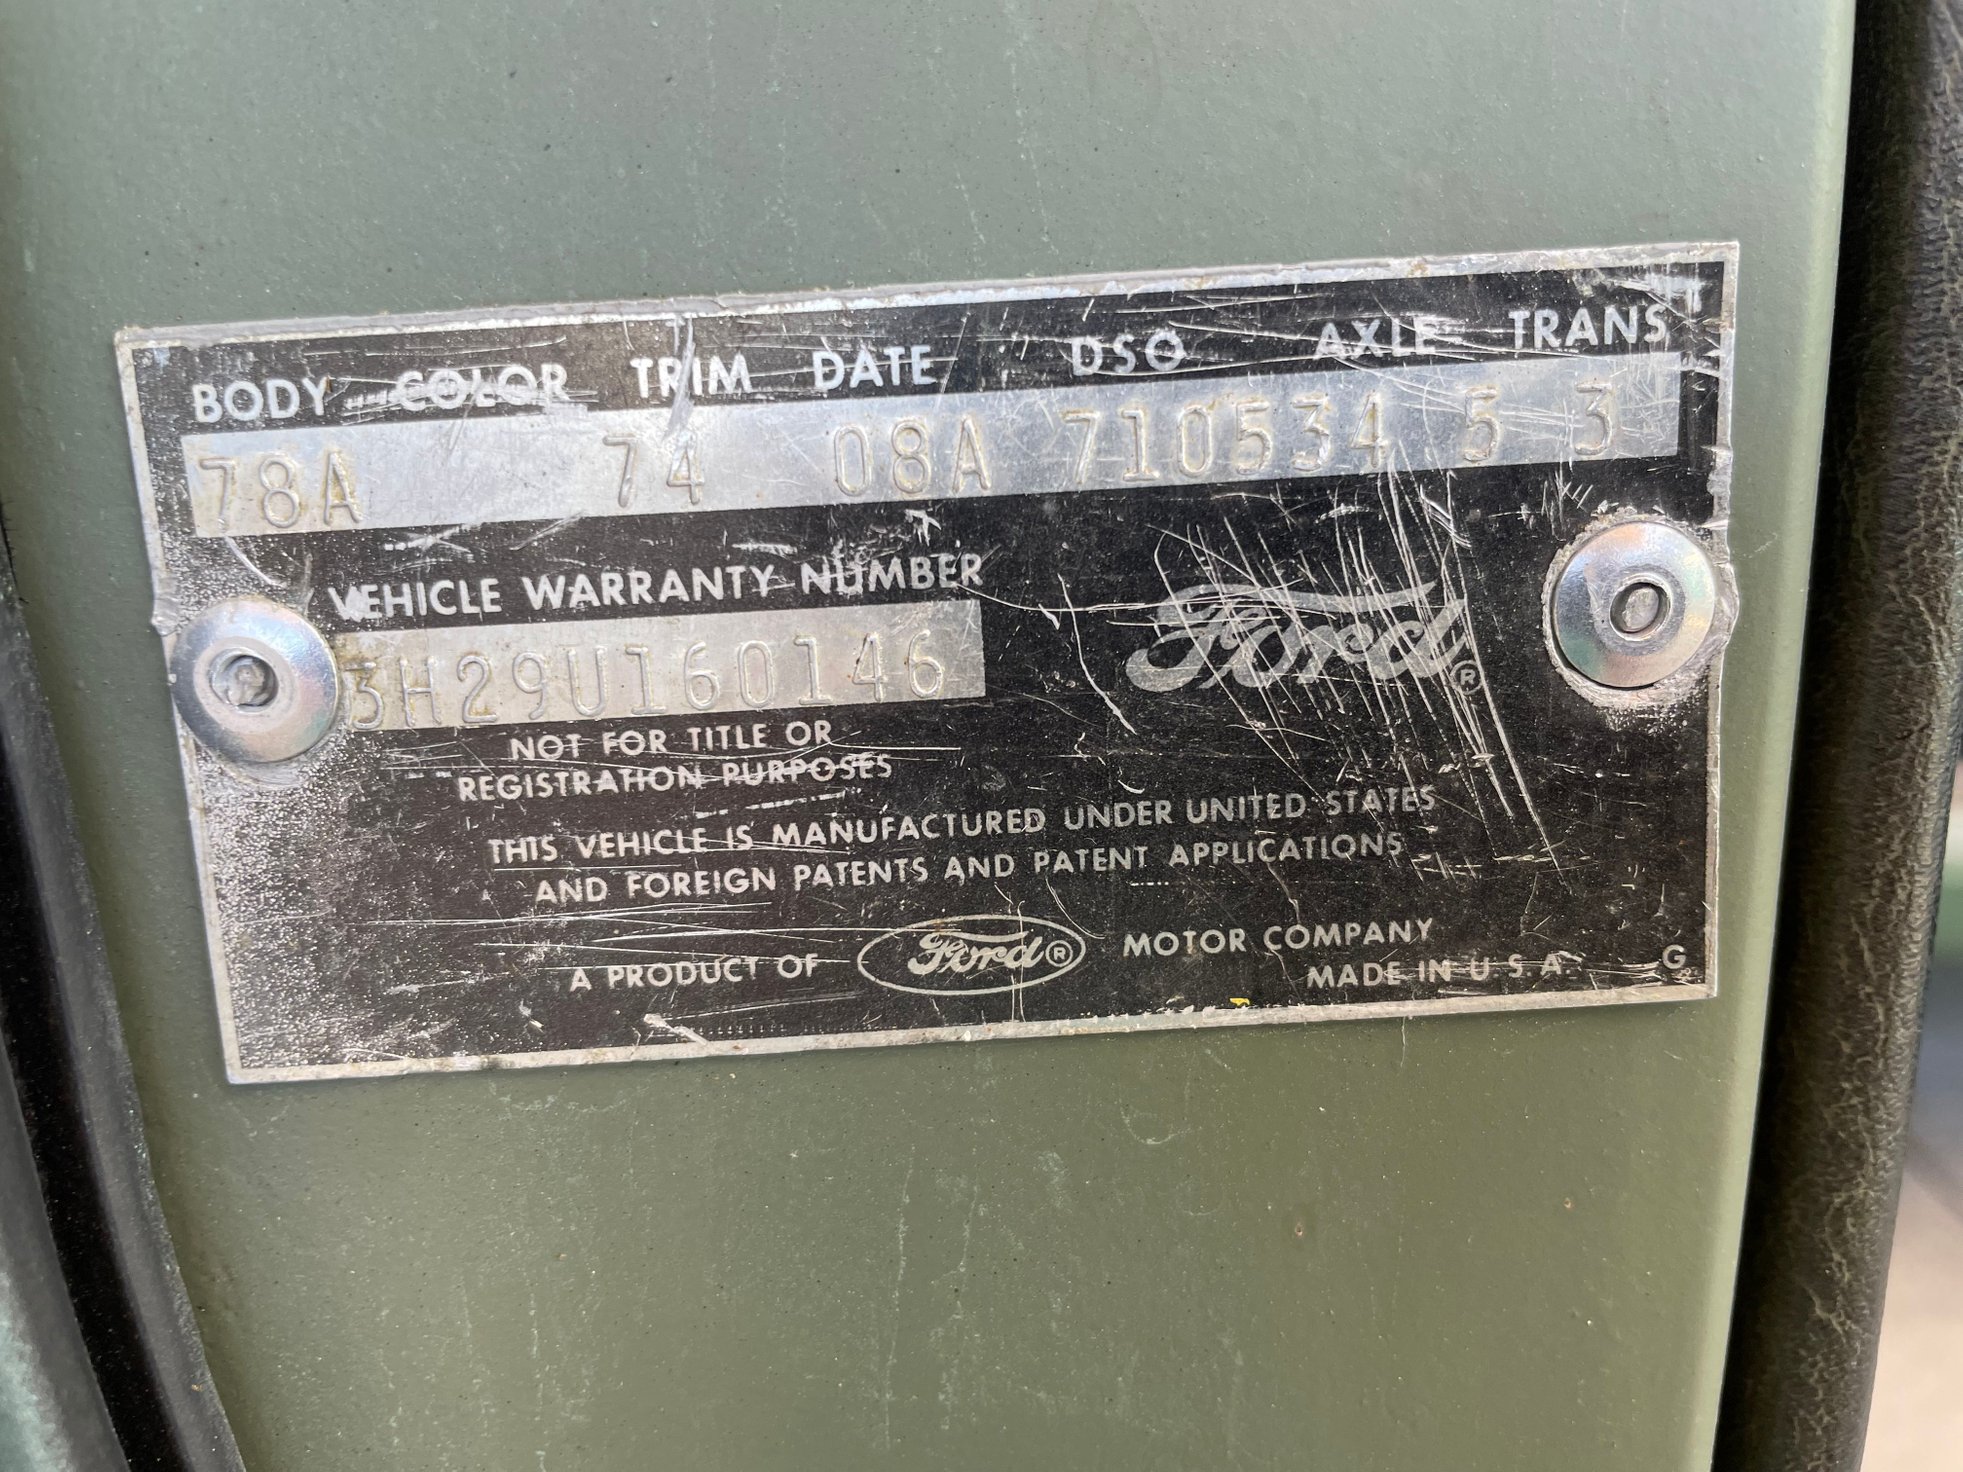 BODY COLOR TRIM DATE DSO AXLE TRANS
78A 74 08A 710534 5 3
VEHICLE WARRANTY NUMBER
3H29U160146
Ford®
NOT FOR TITLE OR
REGISTRATION PURPOSES
THIS VEHICLE IS MANUFACTURED UNDER UNITED STATES
AND FOREIGN PATENTS AND PATENT APPLICATIONS
A PRODUCT OF Ford® MOTOR COMPANY
MADE IN U.S.A. G